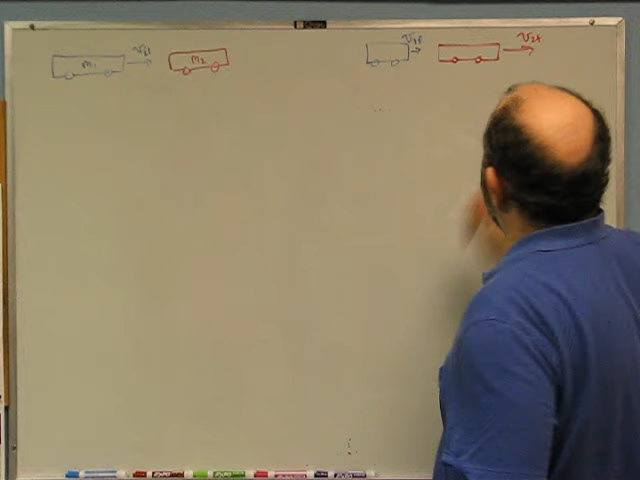 m₁ v₁ᵢ m₂ v₁f v₂f